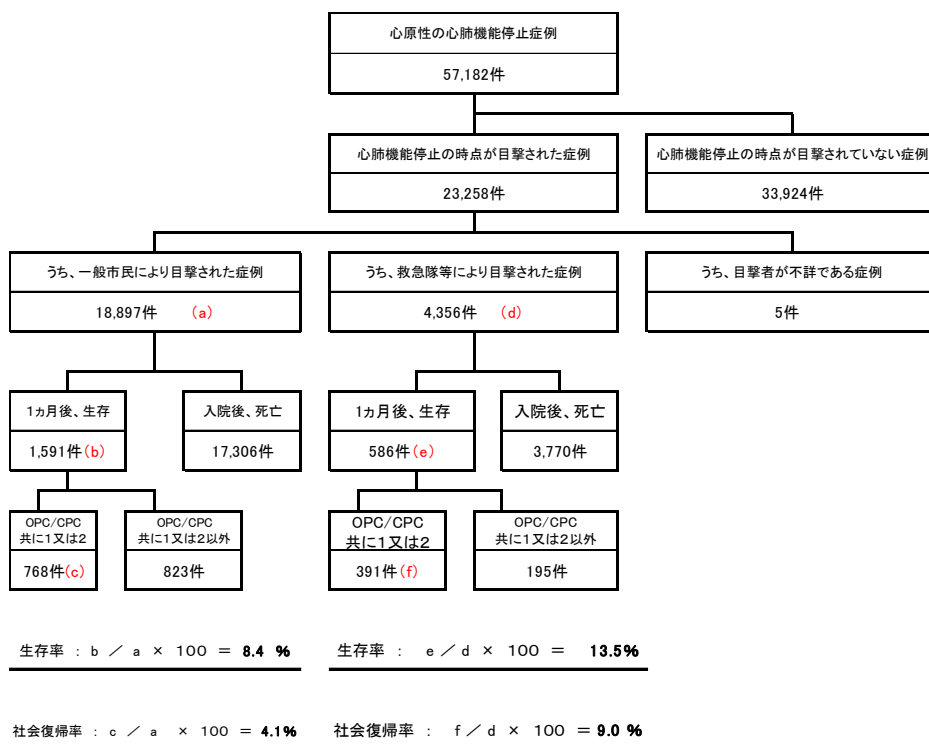 心原性の心肺機能停止症例
57,182件
心肺機能停止の時点が目撃された症例
23,258件
心肺機能停止の時点が目撃されていない症例
33,924件
うち、一般市民により目撃された症例
18,897件 (a)
うち、救急隊等により目撃された症例
4,356件 (d)
うち、目撃者が不詳である症例
5件
1ヵ月後、生存
1,591件(b)
入院後、死亡
17,306件
1ヵ月後、生存
586件(e)
入院後、死亡
3,770件
OPC/CPC
共に1又は2
768件(c)
OPC/CPC
共に1又は2以外
823件
OPC/CPC
共に1又は2
391件(f)
OPC/CPC
共に1又は2以外
195件
生存率 : b / a × 100 = 8.4 %
生存率 : e / d × 100 = 13.5%
社会復帰率 : c / a × 100 = 4.1%
社会復帰率 : f / d × 100 = 9.0 %